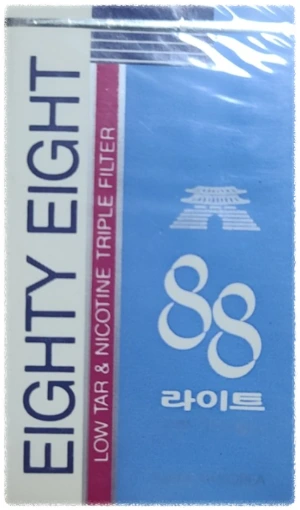 EIGHTY EIGHT
LOW TAR & NICOTINE TRIPLE FILTER
88
라이트